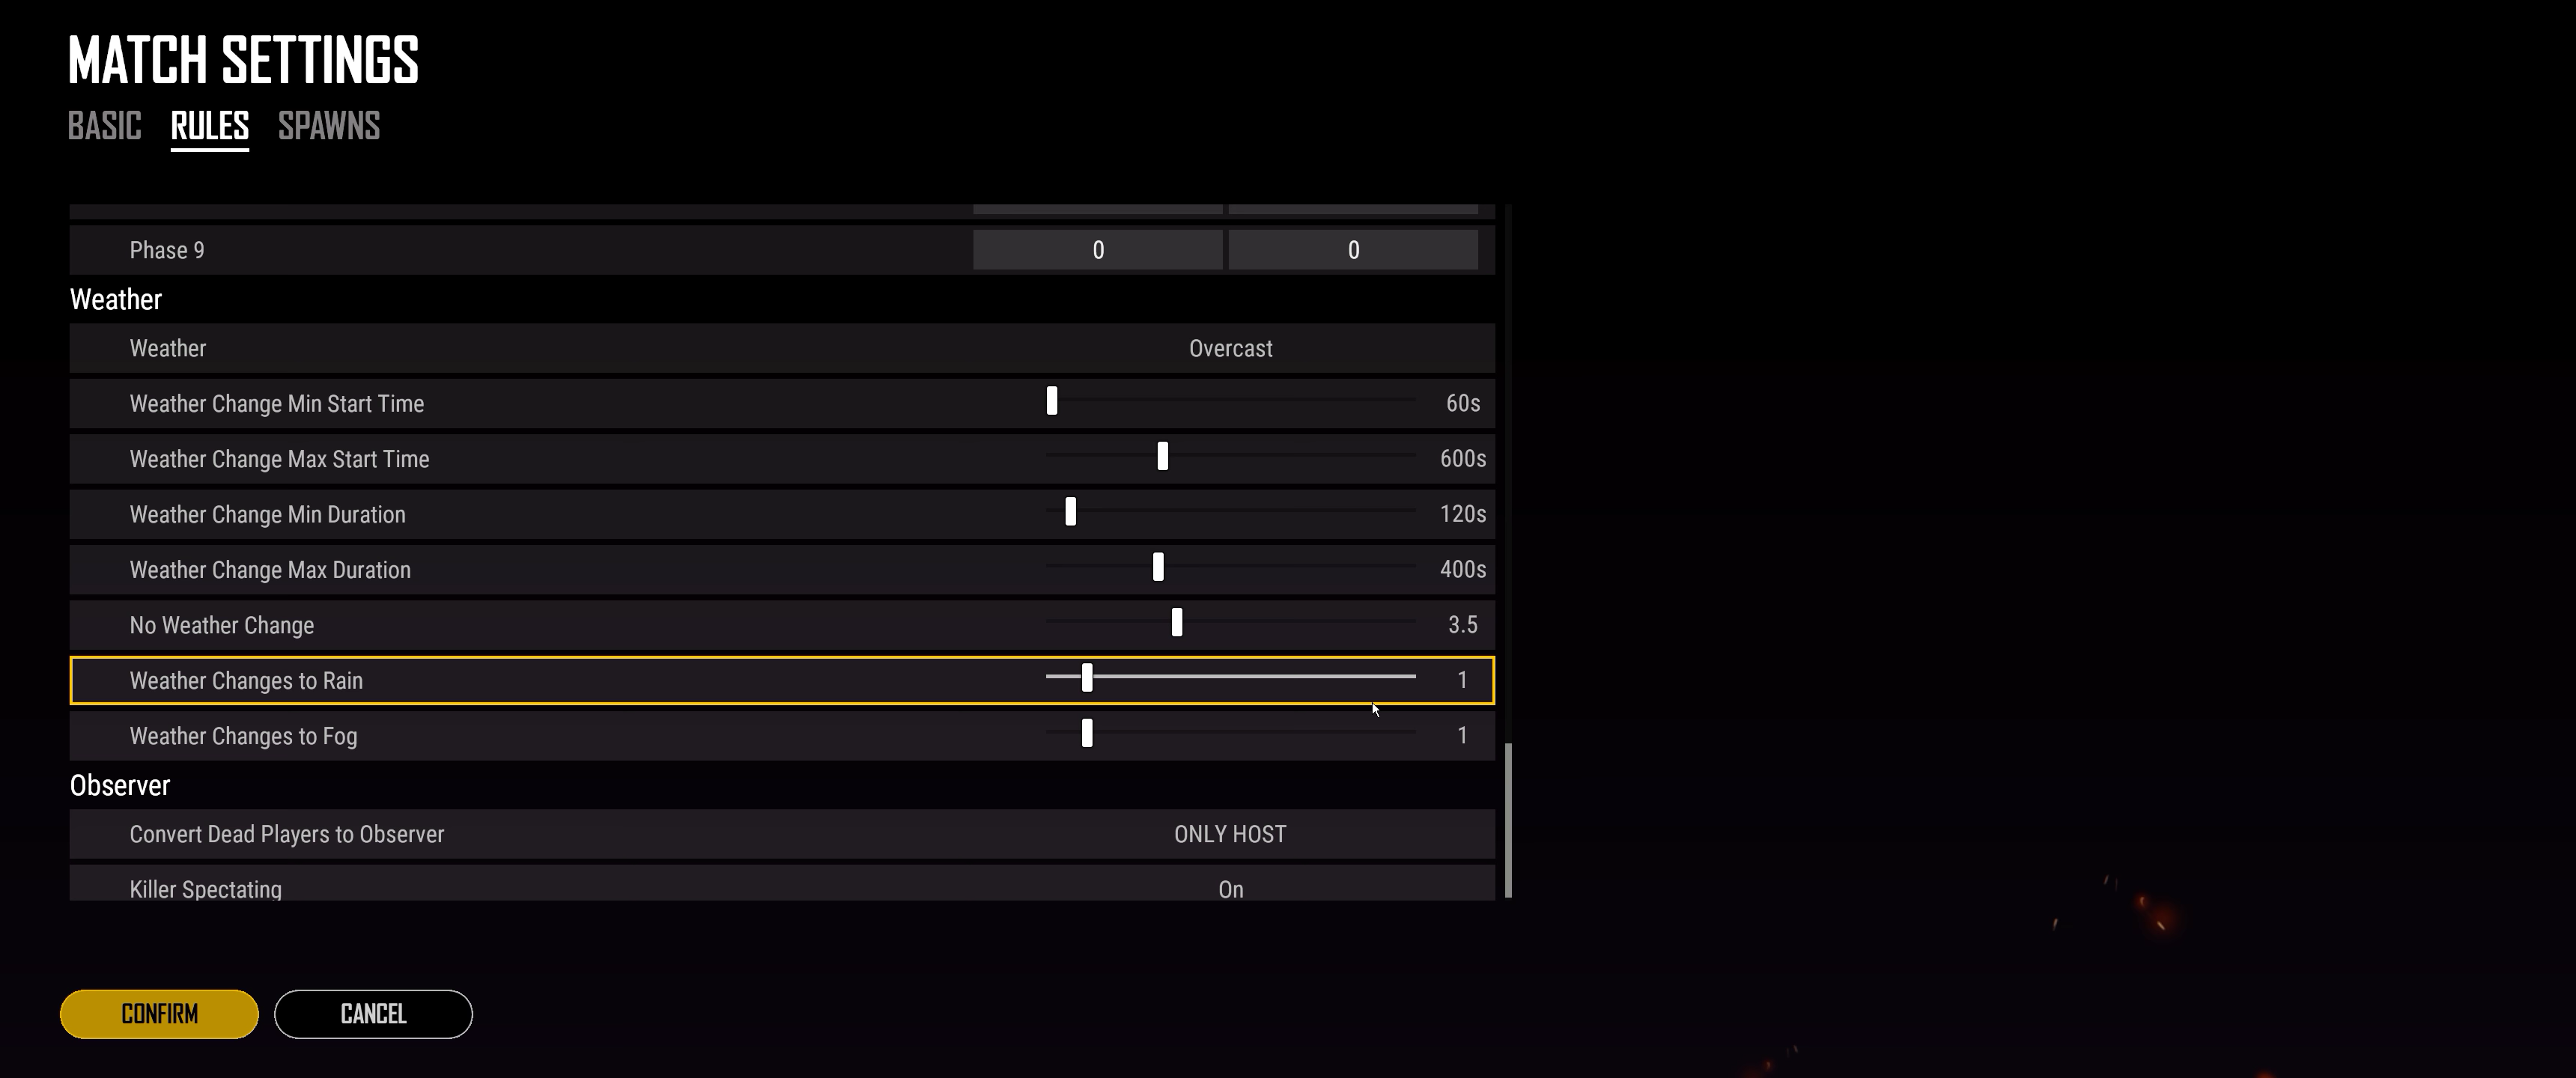 MATCH SETTINGS
BASIC RULES SPAWNS
Phase 9 0 0
Weather
Weather Overcast
Weather Change Min Start Time 60s
Weather Change Max Start Time 600s
Weather Change Min Duration 120s
Weather Change Max Duration 400s
No Weather Change 3.5
Weather Changes to Rain 1
Weather Changes to Fog 1
Observer
Convert Dead Players to Observer ONLY HOST
Killer Spectating On
CONFIRM CANCEL